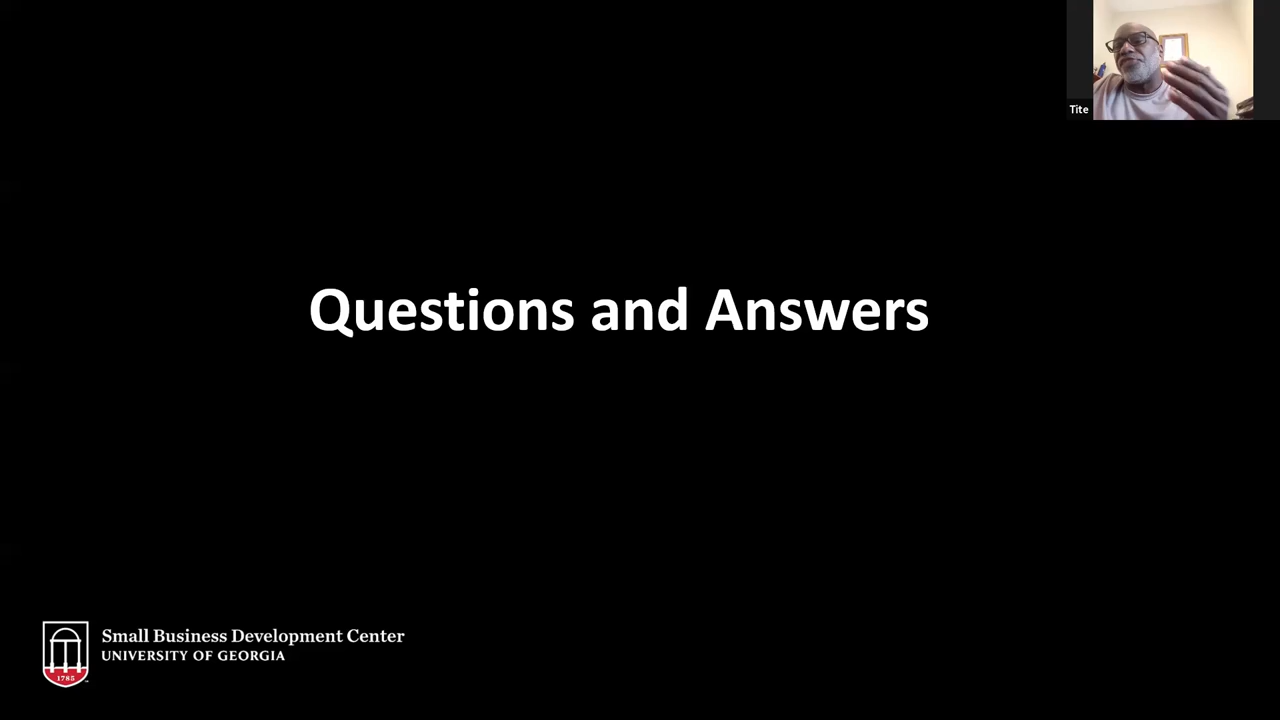 Tite
Questions and Answers
Small Business Development Center
UNIVERSITY OF GEORGIA
1785